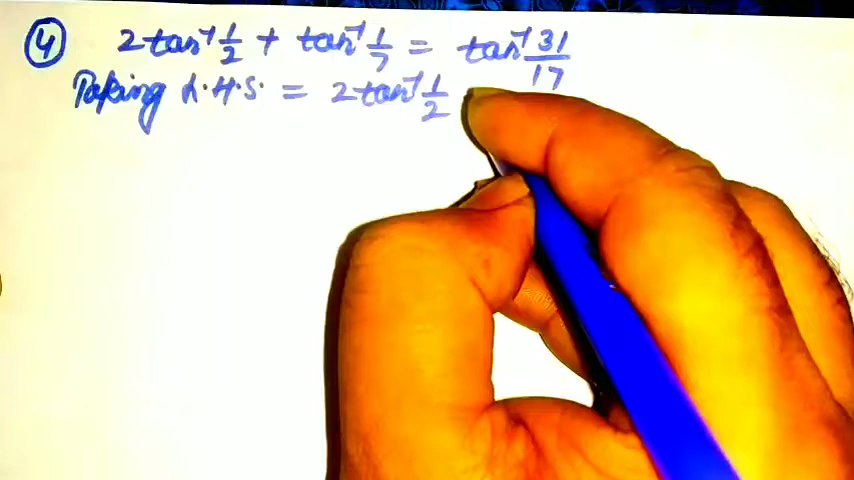 ④ 2tan⁻¹ 1/2 + tan⁻¹ 1/7 = tan⁻¹ 31/17
Taking L.H.S. = 2tan⁻¹ 1/2